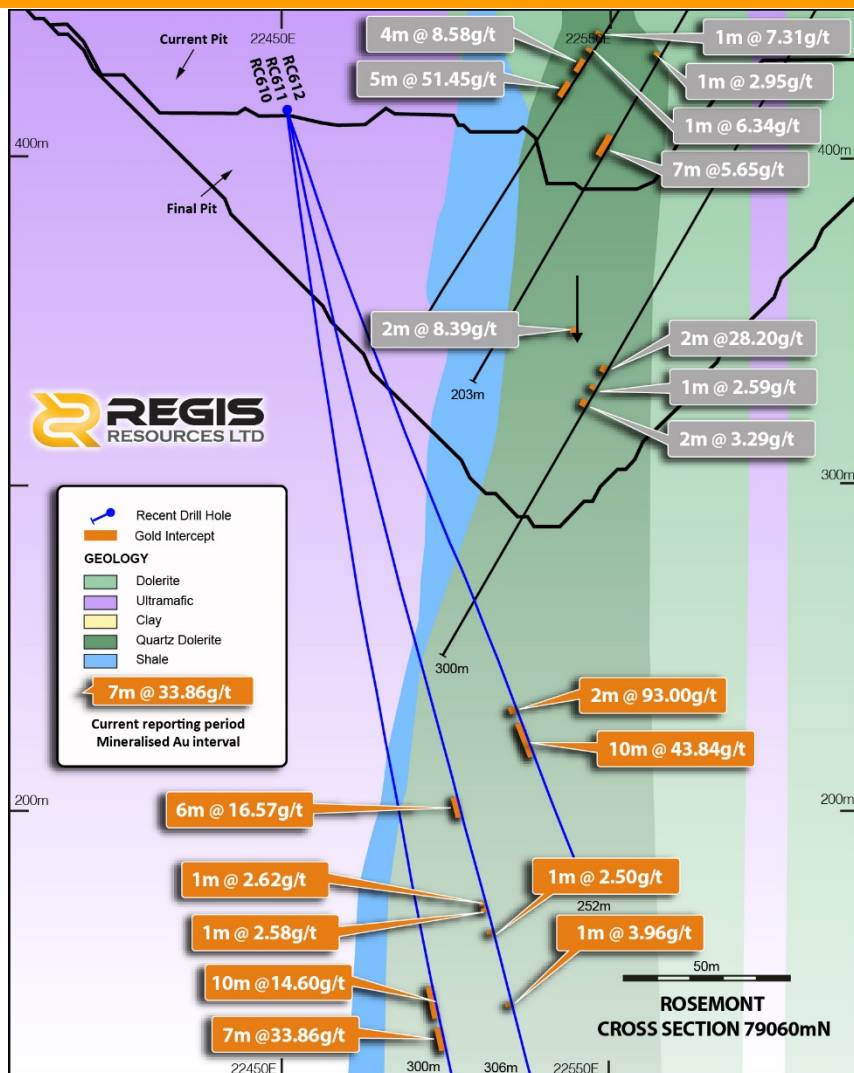 Current Pit
22450E
22550E
4m @ 8.58g/t
1m @ 7.31g/t
RC612
RC611
RC610
5m @ 51.45g/t
1m @ 2.95g/t
1m @ 6.34g/t
400m
400m
7m @5.65g/t
Final Pit
2m @ 8.39g/t
2m @28.20g/t
203m
1m @ 2.59g/t
REGIS
RESOURCES LTD
2m @ 3.29g/t
300m
Recent Drill Hole
Gold Intercept
GEOLOGY
Dolerite
Ultramafic
Clay
Quartz Dolerite
Shale
300m
7m @ 33.86g/t
Current reporting period
Mineralised Au interval
2m @ 93.00g/t
10m @ 43.84g/t
200m
200m
6m @ 16.57g/t
1m @ 2.62g/t
1m @ 2.50g/t
252m
1m @ 2.58g/t
1m @ 3.96g/t
10m @14.60g/t
50m
ROSEMONT
CROSS SECTION 79060mN
7m @33.86g/t
22450E
300m
306m
22550E